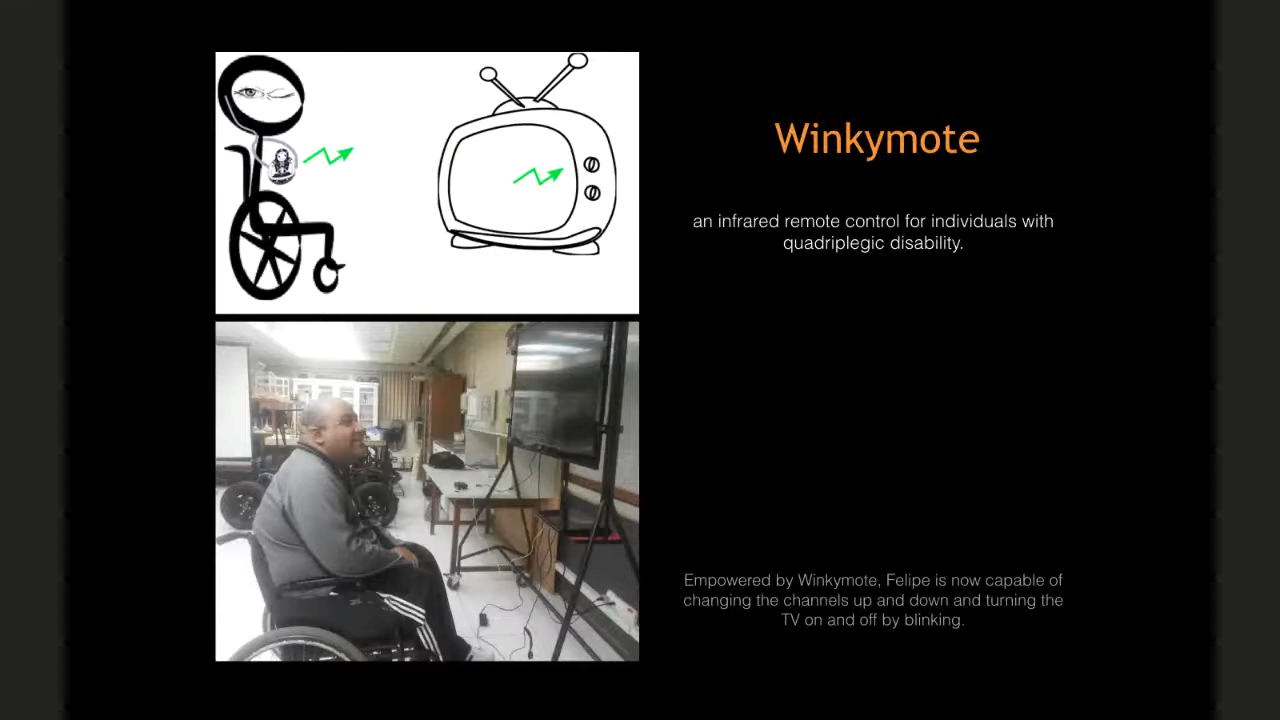 Winkymote
an infrared remote control for individuals with
quadriplegic disability.
Empowered by Winkymote, Felipe is now capable of
changing the channels up and down and turning the
TV on and off by blinking.